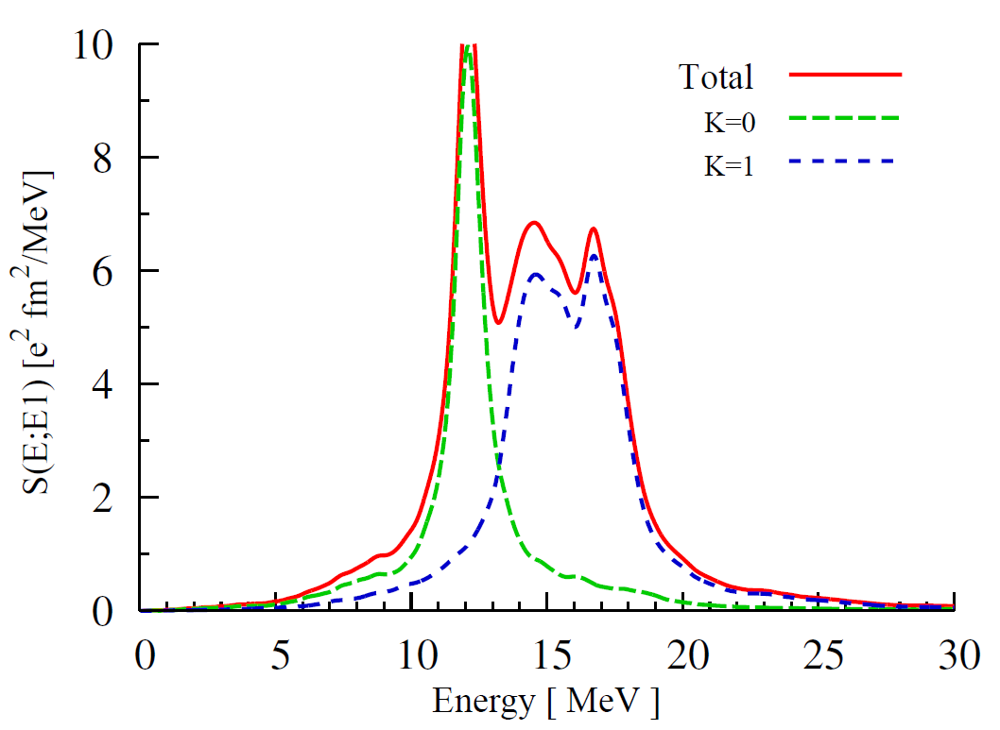 10
8
6
4
2
0
S(E;E1) [e² fm²/MeV]
Total
K=0
K=1
0 5 10 15 20 25 30
Energy [ MeV ]